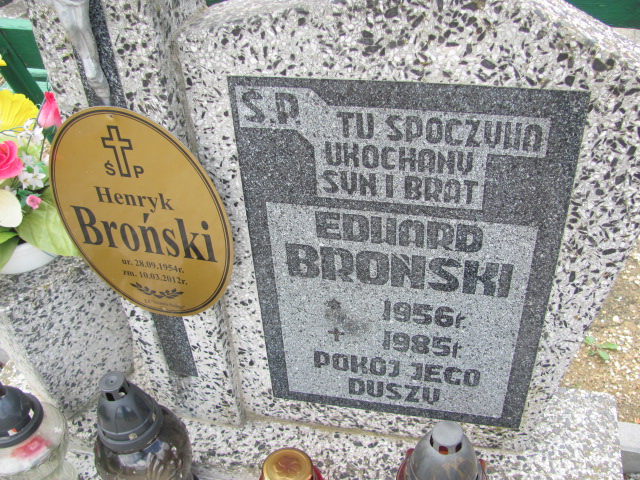 Ś P
Henryk
Broński
ur. 28.09.1954r.
zm. 10.03.2012r.
Ś.P.
TU SPOCZYWA
UKOCHANY
SYN I BRAT
EDWARD
BROŃSKI
* 1956r.
+ 1985r.
POKÓJ JEGO
DUSZY